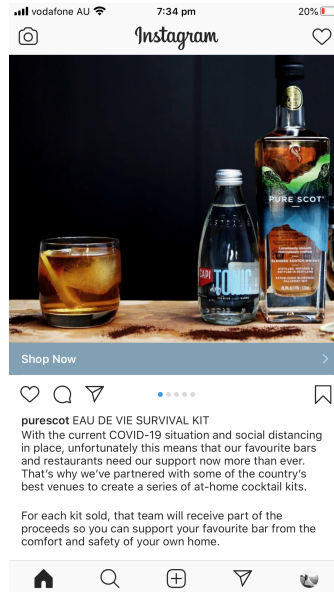 vodafone AU
7:34 pm
20%
Instagram
PURE SCOT
BLENDED SCOTCH WHISKY
CAPI
TONIC
Shop Now
purescot EAU DE VIE SURVIVAL KIT
With the current COVID-19 situation and social distancing
in place, unfortunately this means that our favourite bars
and restaurants need our support now more than ever.
That's why we've partnered with some of the country's
best venues to create a series of at-home cocktail kits.
For each kit sold, that team will receive part of the
proceeds so you can support your favourite bar from the
comfort and safety of your own home.